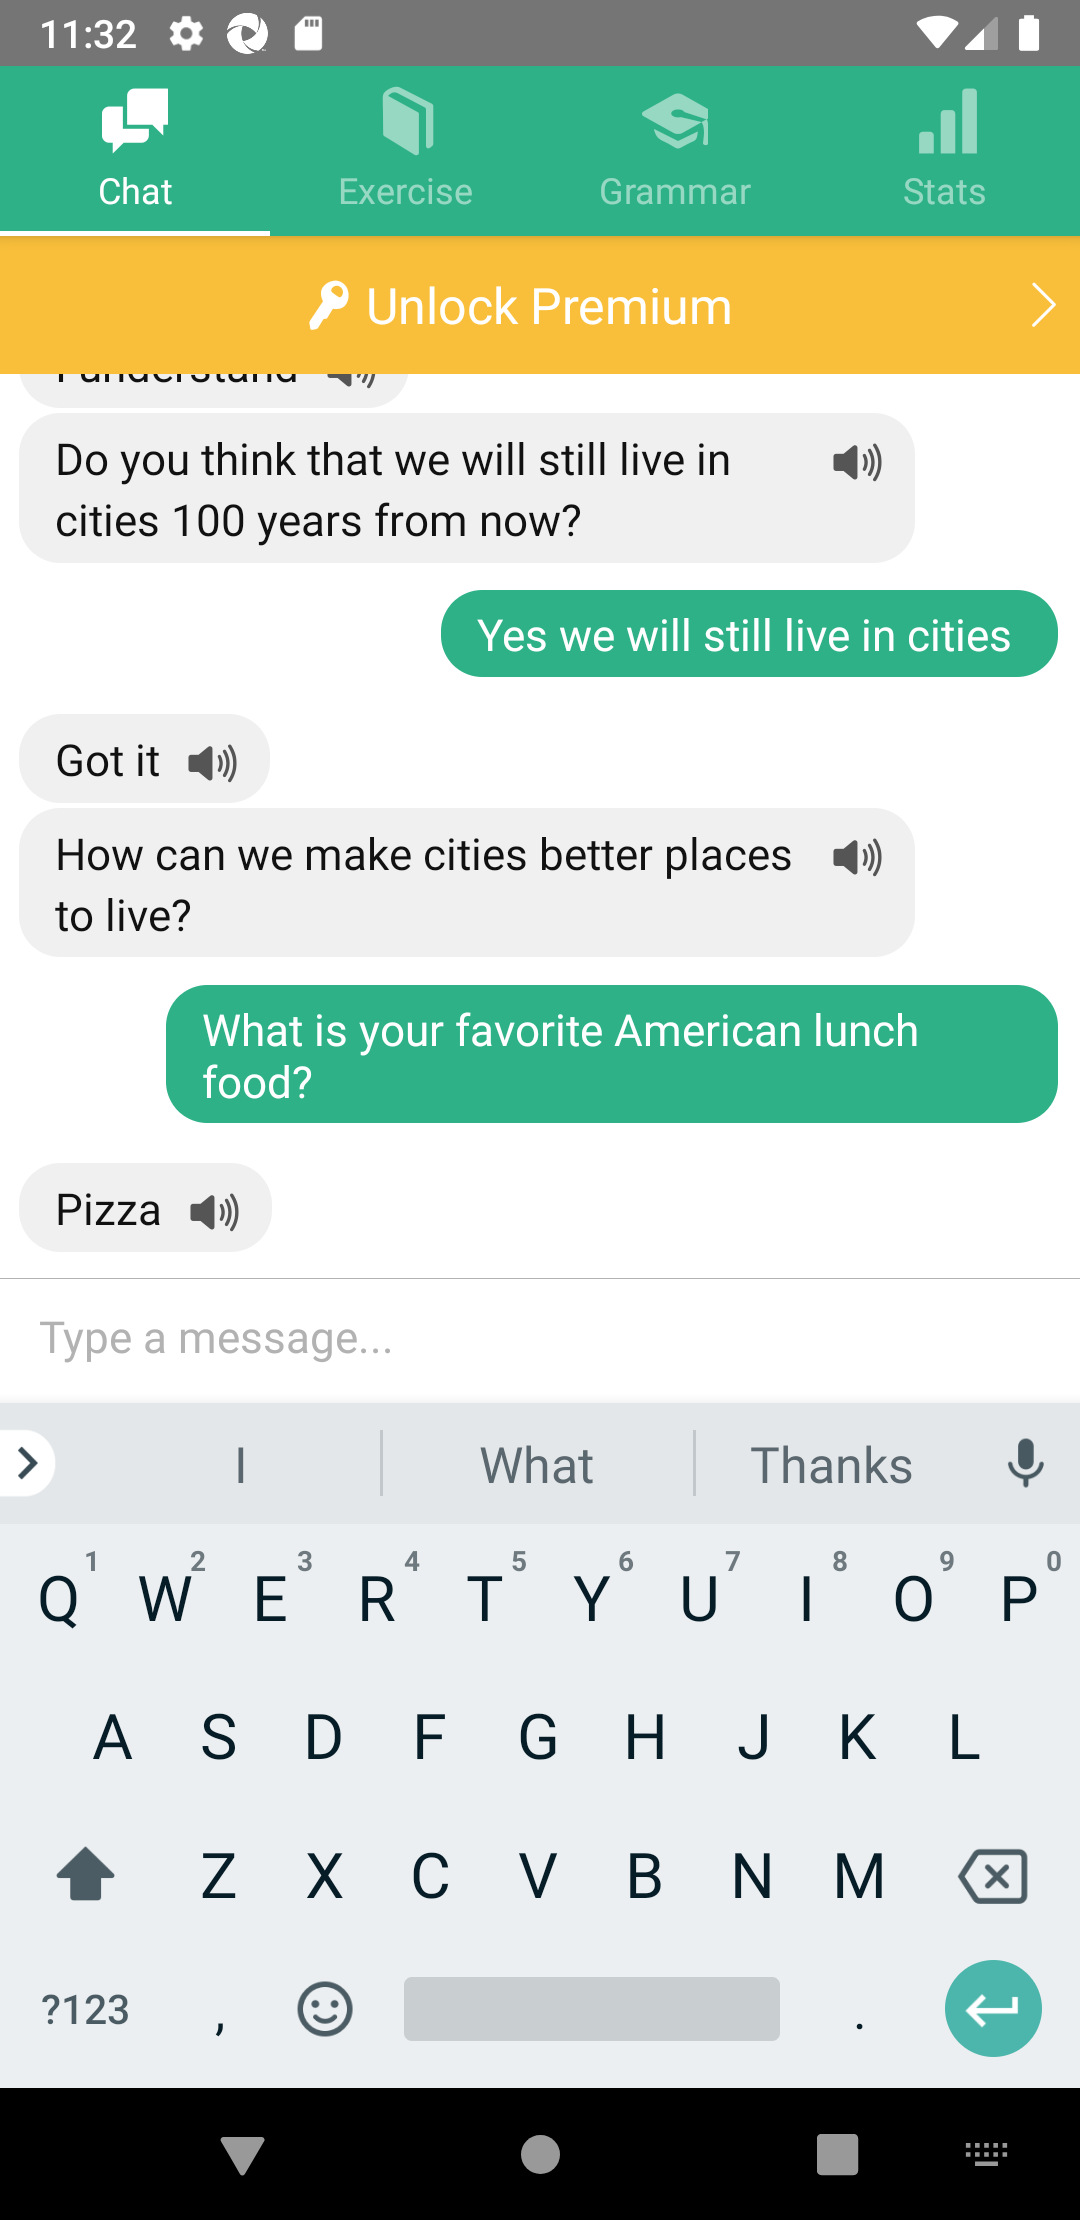 11:32
Chat
Exercise
Grammar
Stats
Unlock Premium
I understand
Do you think that we will still live in
cities 100 years from now?
Yes we will still live in cities
Got it
How can we make cities better places
to live?
What is your favorite American lunch
food?
Pizza
Type a message...
I
What
Thanks
Q 1 W 2 E 3 R 4 T 5 Y 6 U 7 I 8 O 9 P 0
A S D F G H J K L
Z X C V B N M
?123 , .